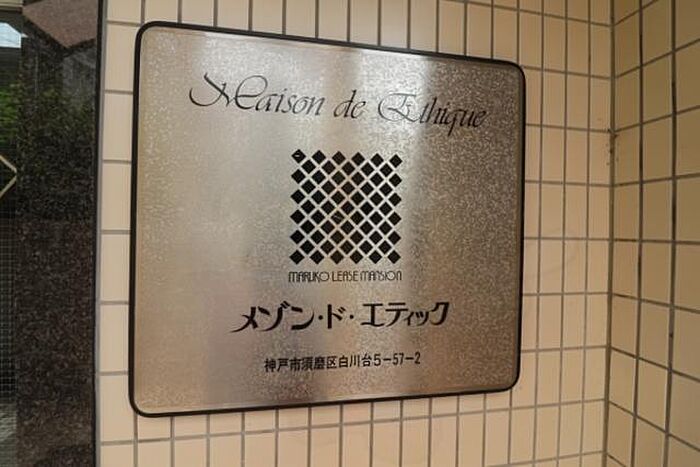 Maison de Ethique
MARUKO LEASE MANSION
メゾン・ド・エティック
神戸市須磨区白川台5-57-2